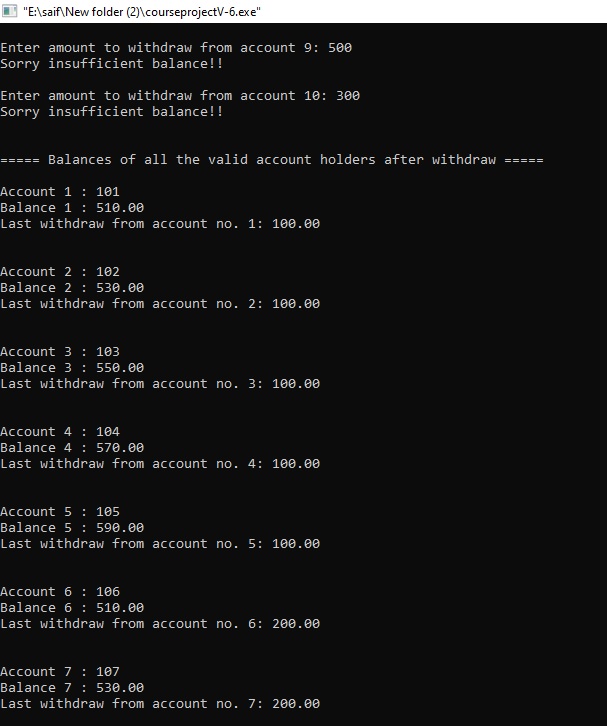 "E:\saif\New folder (2)\courseprojectV-6.exe"
Enter amount to withdraw from account 9: 500
Sorry insufficient balance!!
Enter amount to withdraw from account 10: 300
Sorry insufficient balance!!
===== Balances of all the valid account holders after withdraw =====
Account 1 : 101
Balance 1 : 510.00
Last withdraw from account no. 1: 100.00
Account 2 : 102
Balance 2 : 530.00
Last withdraw from account no. 2: 100.00
Account 3 : 103
Balance 3 : 550.00
Last withdraw from account no. 3: 100.00
Account 4 : 104
Balance 4 : 570.00
Last withdraw from account no. 4: 100.00
Account 5 : 105
Balance 5 : 590.00
Last withdraw from account no. 5: 100.00
Account 6 : 106
Balance 6 : 510.00
Last withdraw from account no. 6: 200.00
Account 7 : 107
Balance 7 : 530.00
Last withdraw from account no. 7: 200.00